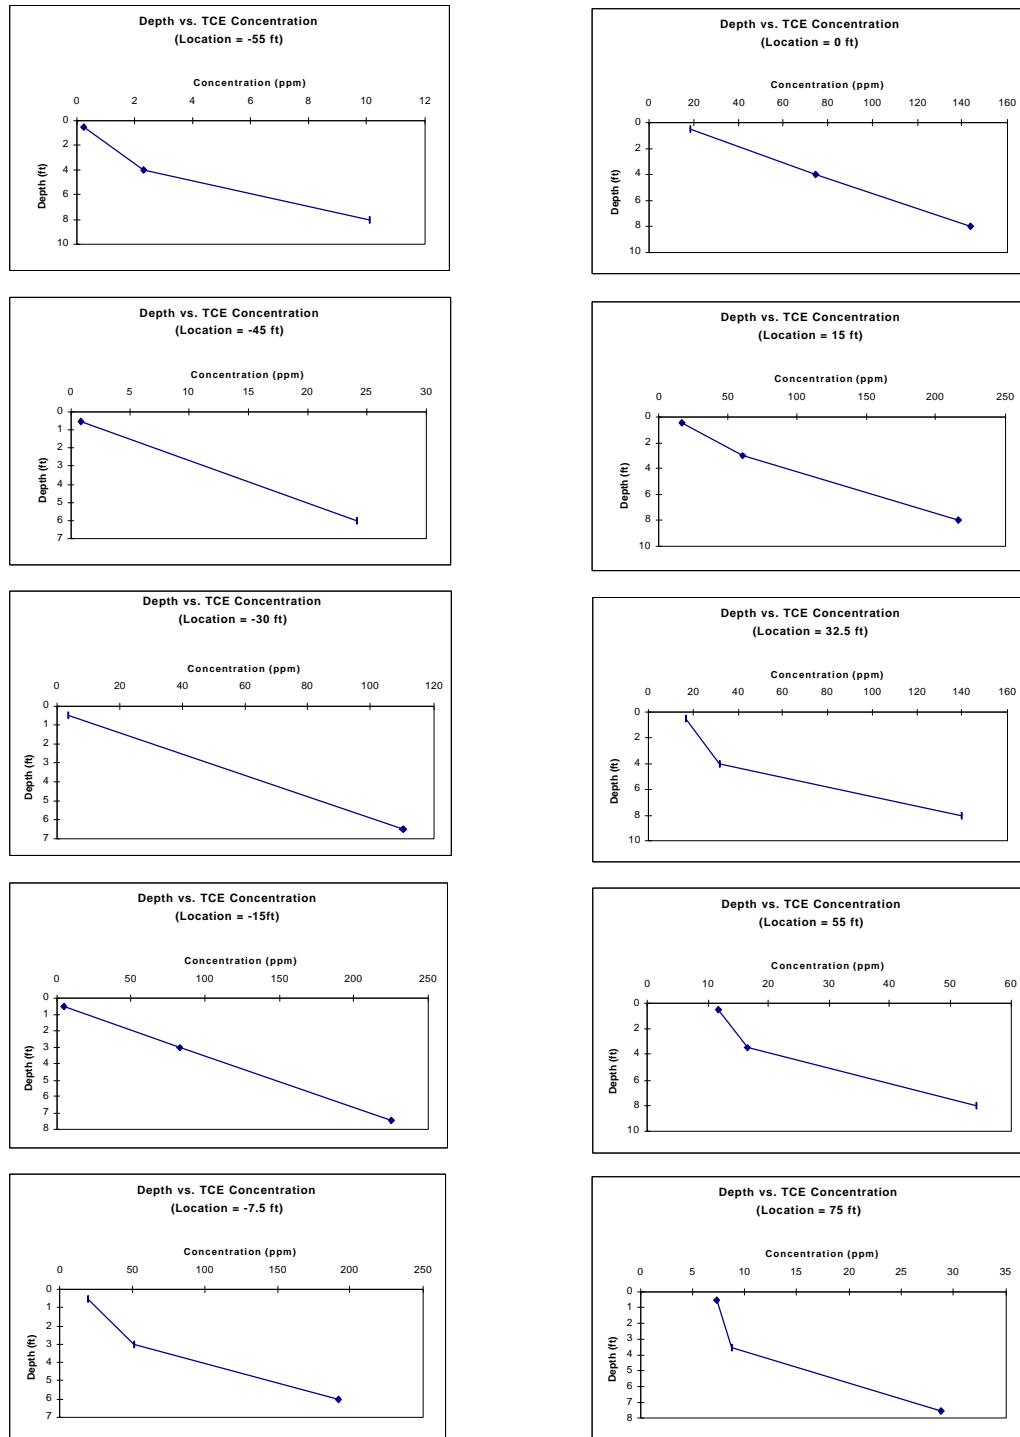 Depth vs. TCE Concentration
(Location = -55 ft)
Concentration (ppm)
0 2 4 6 8 10 12
Depth (ft)
0
2
4
6
8
10
Depth vs. TCE Concentration
(Location = -45 ft)
Concentration (ppm)
0 5 10 15 20 25 30
Depth (ft)
0
1
2
3
4
5
6
7
Depth vs. TCE Concentration
(Location = -30 ft)
Concentration (ppm)
0 20 40 60 80 100 120
Depth (ft)
0
1
2
3
4
5
6
7
Depth vs. TCE Concentration
(Location = -15ft)
Concentration (ppm)
0 50 100 150 200 250
Depth (ft)
0
1
2
3
4
5
6
7
8
Depth vs. TCE Concentration
(Location = -7.5 ft)
Concentration (ppm)
0 50 100 150 200 250
Depth (ft)
0
1
2
3
4
5
6
7
Depth vs. TCE Concentration
(Location = 0 ft)
Concentration (ppm)
0 20 40 60 80 100 120 140 160
Depth (ft)
0
2
4
6
8
10
Depth vs. TCE Concentration
(Location = 15 ft)
Concentration (ppm)
0 50 100 150 200 250
Depth (ft)
0
2
4
6
8
10
Depth vs. TCE Concentration
(Location = 32.5 ft)
Concentration (ppm)
0 20 40 60 80 100 120 140 160
Depth (ft)
0
2
4
6
8
10
Depth vs. TCE Concentration
(Location = 55 ft)
Concentration (ppm)
0 10 20 30 40 50 60
Depth (ft)
0
2
4
6
8
10
Depth vs. TCE Concentration
(Location = 75 ft)
Concentration (ppm)
0 5 10 15 20 25 30 35
Depth (ft)
0
1
2
3
4
5
6
7
8